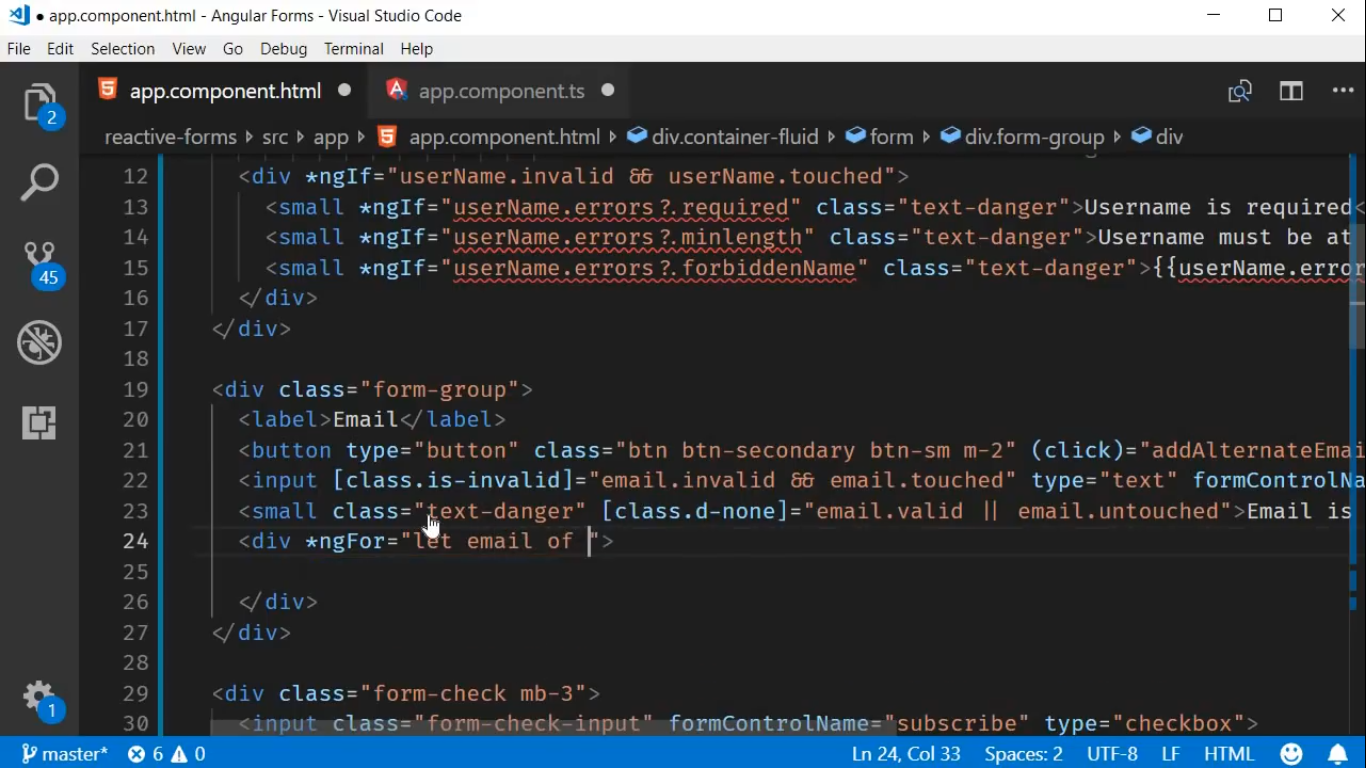 app.component.html - Angular Forms - Visual Studio Code
File Edit Selection View Go Debug Terminal Help
app.component.html app.component.ts
2
reactive-forms src app app.component.html div.container-fluid form div.form-group div
12 <div *ngIf="userName.invalid && userName.touched">
13 <small *ngIf="userName.errors?.required" class="text-danger">Username is required<
14 <small *ngIf="userName.errors?.minlength" class="text-danger">Username must be at
15 <small *ngIf="userName.errors?.forbiddenName" class="text-danger">{{userName.error
45
16 </div>
17 </div>
18
19 <div class="form-group">
20 <label>Email</label>
21 <button type="button" class="btn btn-secondary btn-sm m-2" (click)="addAlternateEmai
22 <input [class.is-invalid]="email.invalid && email.touched" type="text" formControlNa
23 <small class="text-danger" [class.d-none]="email.valid || email.untouched">Email is
24 <div *ngFor="let email of ">
25
26 </div>
27 </div>
28
29 <div class="form-check mb-3">
1
30 <input class="form-check-input" formControlName="subscribe" type="checkbox">
master* 6 0 Ln 24, Col 33 Spaces: 2 UTF-8 LF HTML